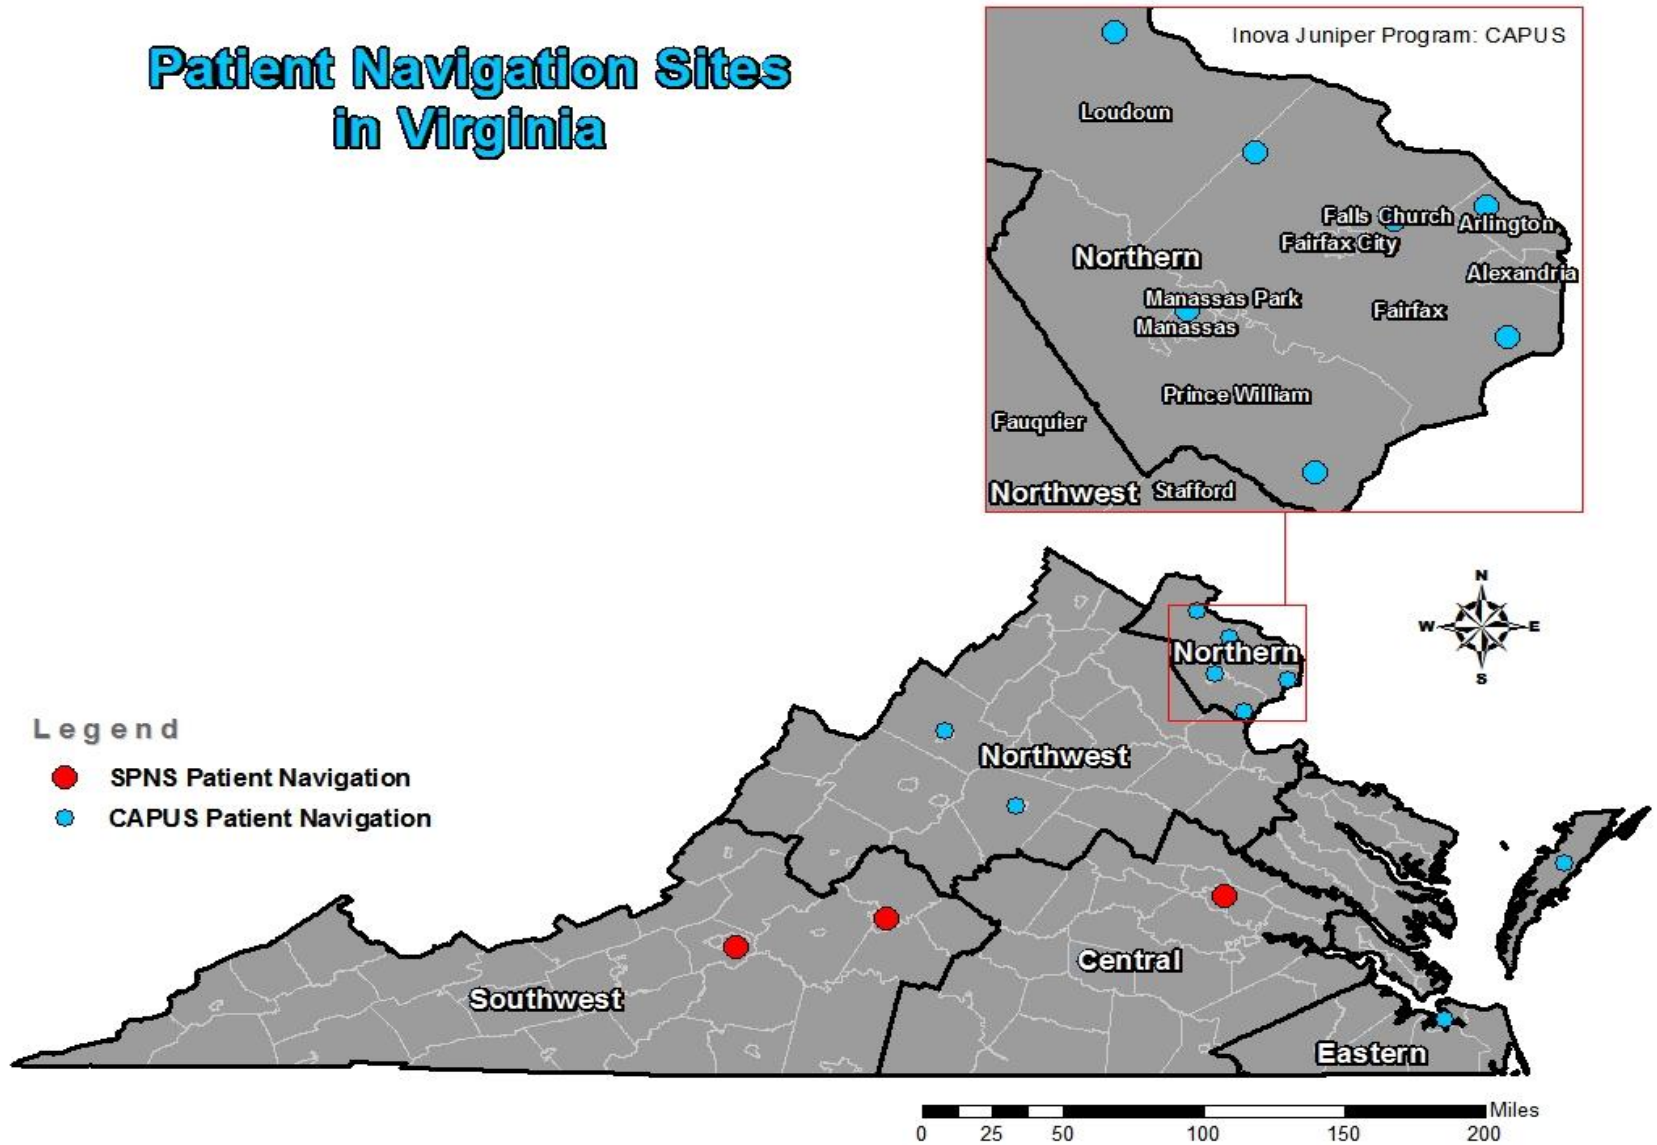 Patient Navigation Sites
in Virginia
Inova Juniper Program: CAPUS
Loudoun
Falls Church
Arlington
Fairfax City
Northern
Alexandria
Manassas Park
Fairfax
Manassas
Prince William
Fauquier
Northwest
Stafford
N
W
E
S
Northern
Legend
Northwest
SPNS Patient Navigation
CAPUS Patient Navigation
Central
Southwest
Eastern
Miles
0 25 50 100 150 200